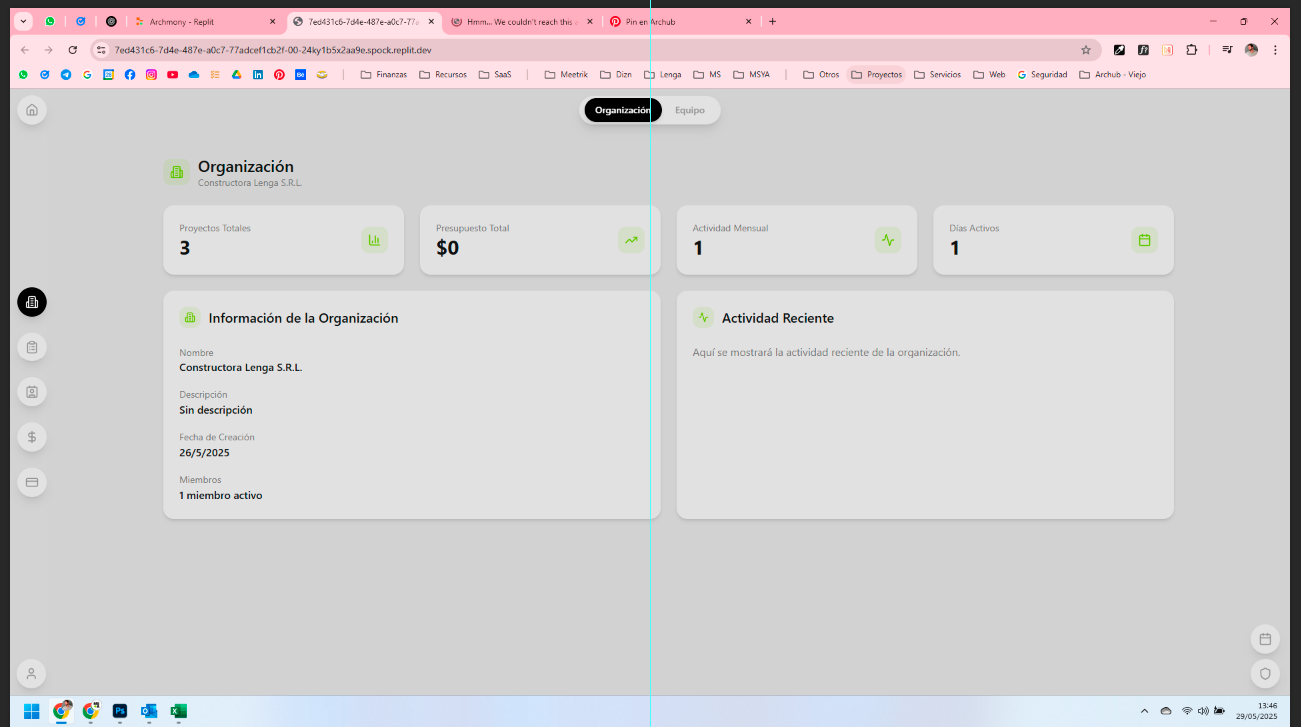 Archmony - Replit
7ed431c6-7d4e-487e-a0c7-77a
Hmm... We couldn't reach this a
Pin en Archub
7ed431c6-7d4e-487e-a0c7-77adcef1cb2f-00-24ky1b5x2aa9e.spock.replit.dev
Finanzas
Recursos
SaaS
Meetrik
Dizn
Lenga
MS
MSYA
Otros
Proyectos
Servicios
Web
Seguridad
Archub - Viejo
Organización
Equipo
Organización
Constructora Lenga S.R.L.
Proyectos Totales
3
Presupuesto Total
$0
Actividad Mensual
1
Días Activos
1
Información de la Organización
Nombre
Constructora Lenga S.R.L.
Descripción
Sin descripción
Fecha de Creación
26/5/2025
Miembros
1 miembro activo
Actividad Reciente
Aquí se mostrará la actividad reciente de la organización.
13:46
29/05/2025